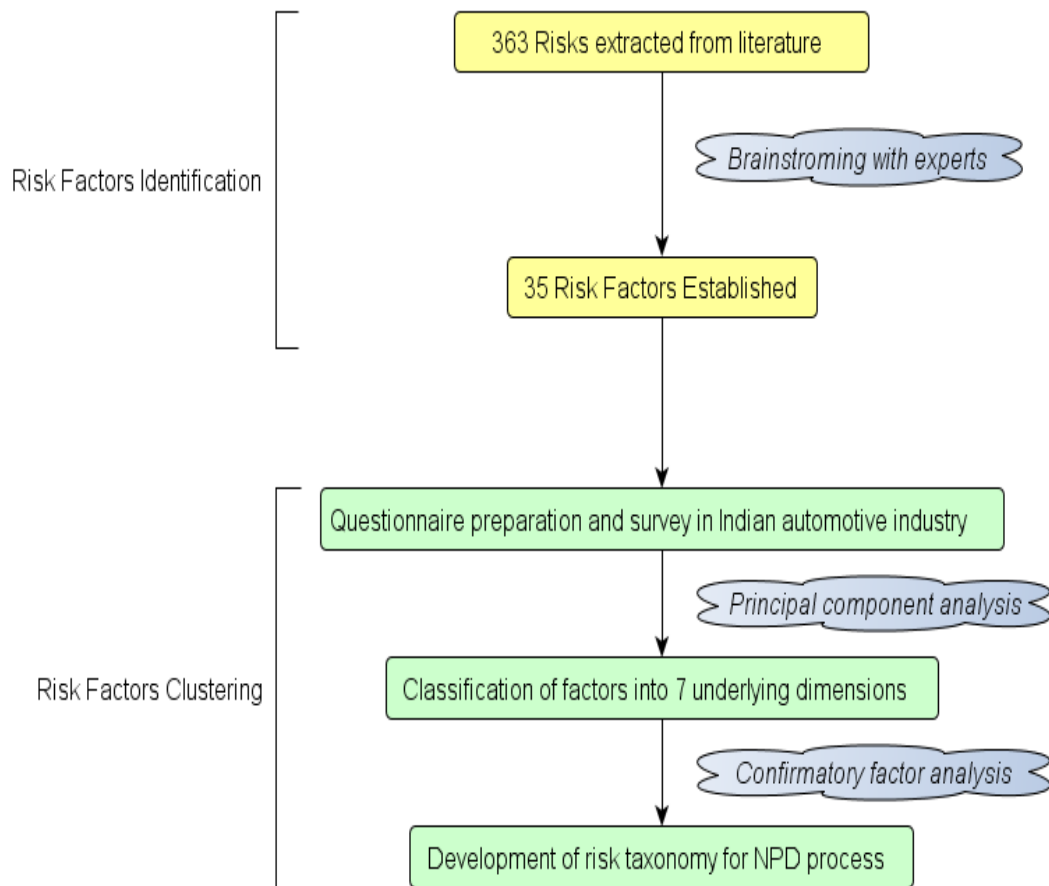 363 Risks extracted from literature
Brainstroming with experts
Risk Factors Identification
35 Risk Factors Established
Questionnaire preparation and survey in Indian automotive industry
Principal component analysis
Risk Factors Clustering
Classification of factors into 7 underlying dimensions
Confirmatory factor analysis
Development of risk taxonomy for NPD process